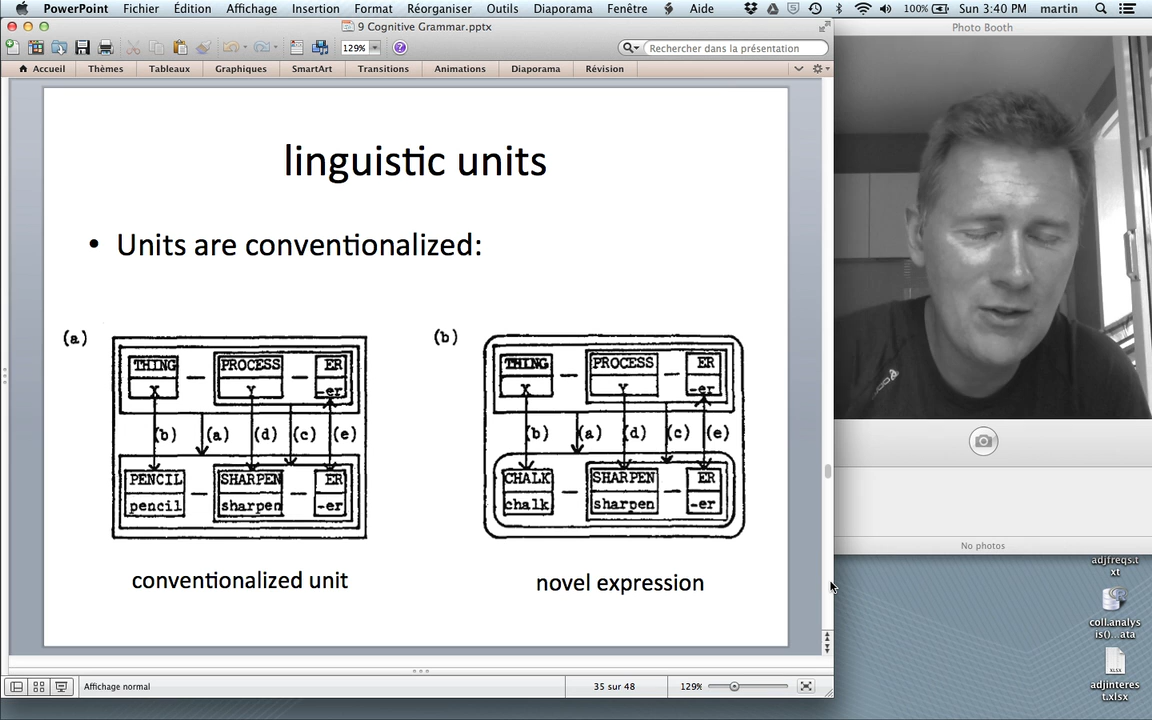 PowerPoint Fichier Édition Affichage Insertion Format Réorganiser Outils Diaporama Fenêtre Aide 100% Sun 3:40 PM martin
9 Cognitive Grammar.pptx
Photo Booth
129% Rechercher dans la présentation
Accueil Thèmes Tableaux Graphiques SmartArt Transitions Animations Diaporama Révision
linguistic units
• Units are conventionalized:
(a) (b)
THING PROCESS ER THING PROCESS ER
X Y -er X Y -er
(b) (a) (d) (c) (e) (b) (a) (d) (c) (e)
PENCIL SHARPEN ER CHALK SHARPEN ER
pencil sharpen -er chalk sharpen -er
conventionalized unit novel expression
No photos
adjfreqs.t
xt
coll.analy
sis()...ata
adjinteres
t.xlsx
Affichage normal 35 sur 48 129%